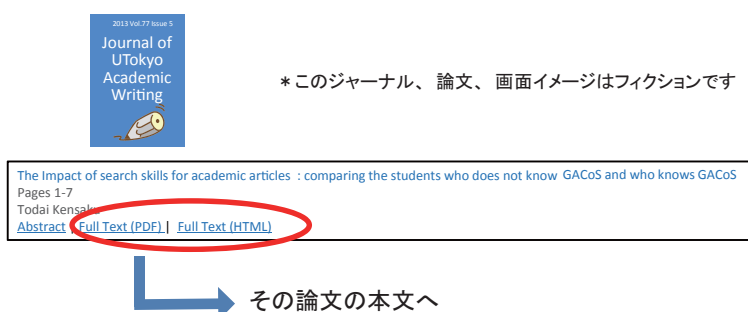 2013 Vol.77 Issue 5
Journal of
UTokyo
Academic
Writing
＊このジャーナル、論文、画面イメージはフィクションです
The Impact of search skills for academic articles : comparing the students who does not know GACoS and who knows GACoS
Pages 1-7
Todai Kensaku
Abstract | Full Text (PDF) | Full Text (HTML)
その論文の本文へ